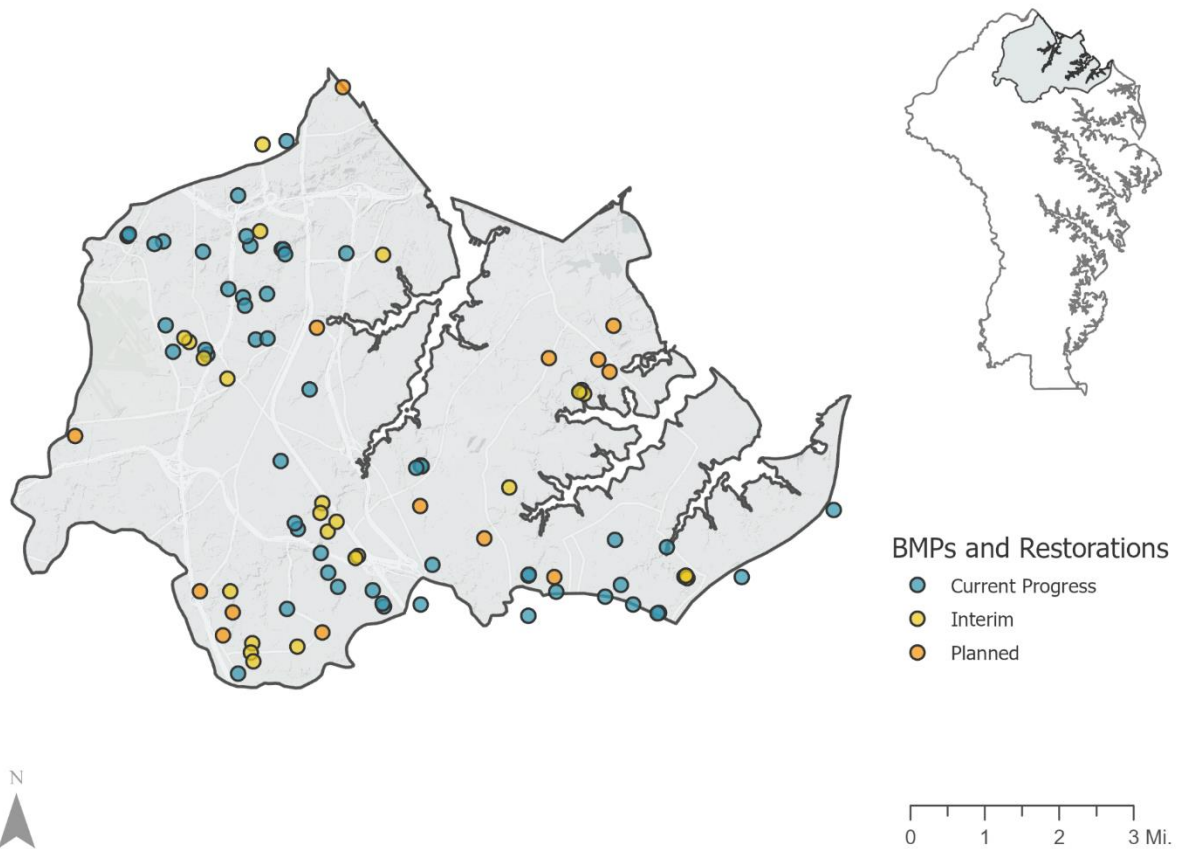 BMPs and Restorations
Current Progress
Interim
Planned
N
0 1 2 3 Mi.